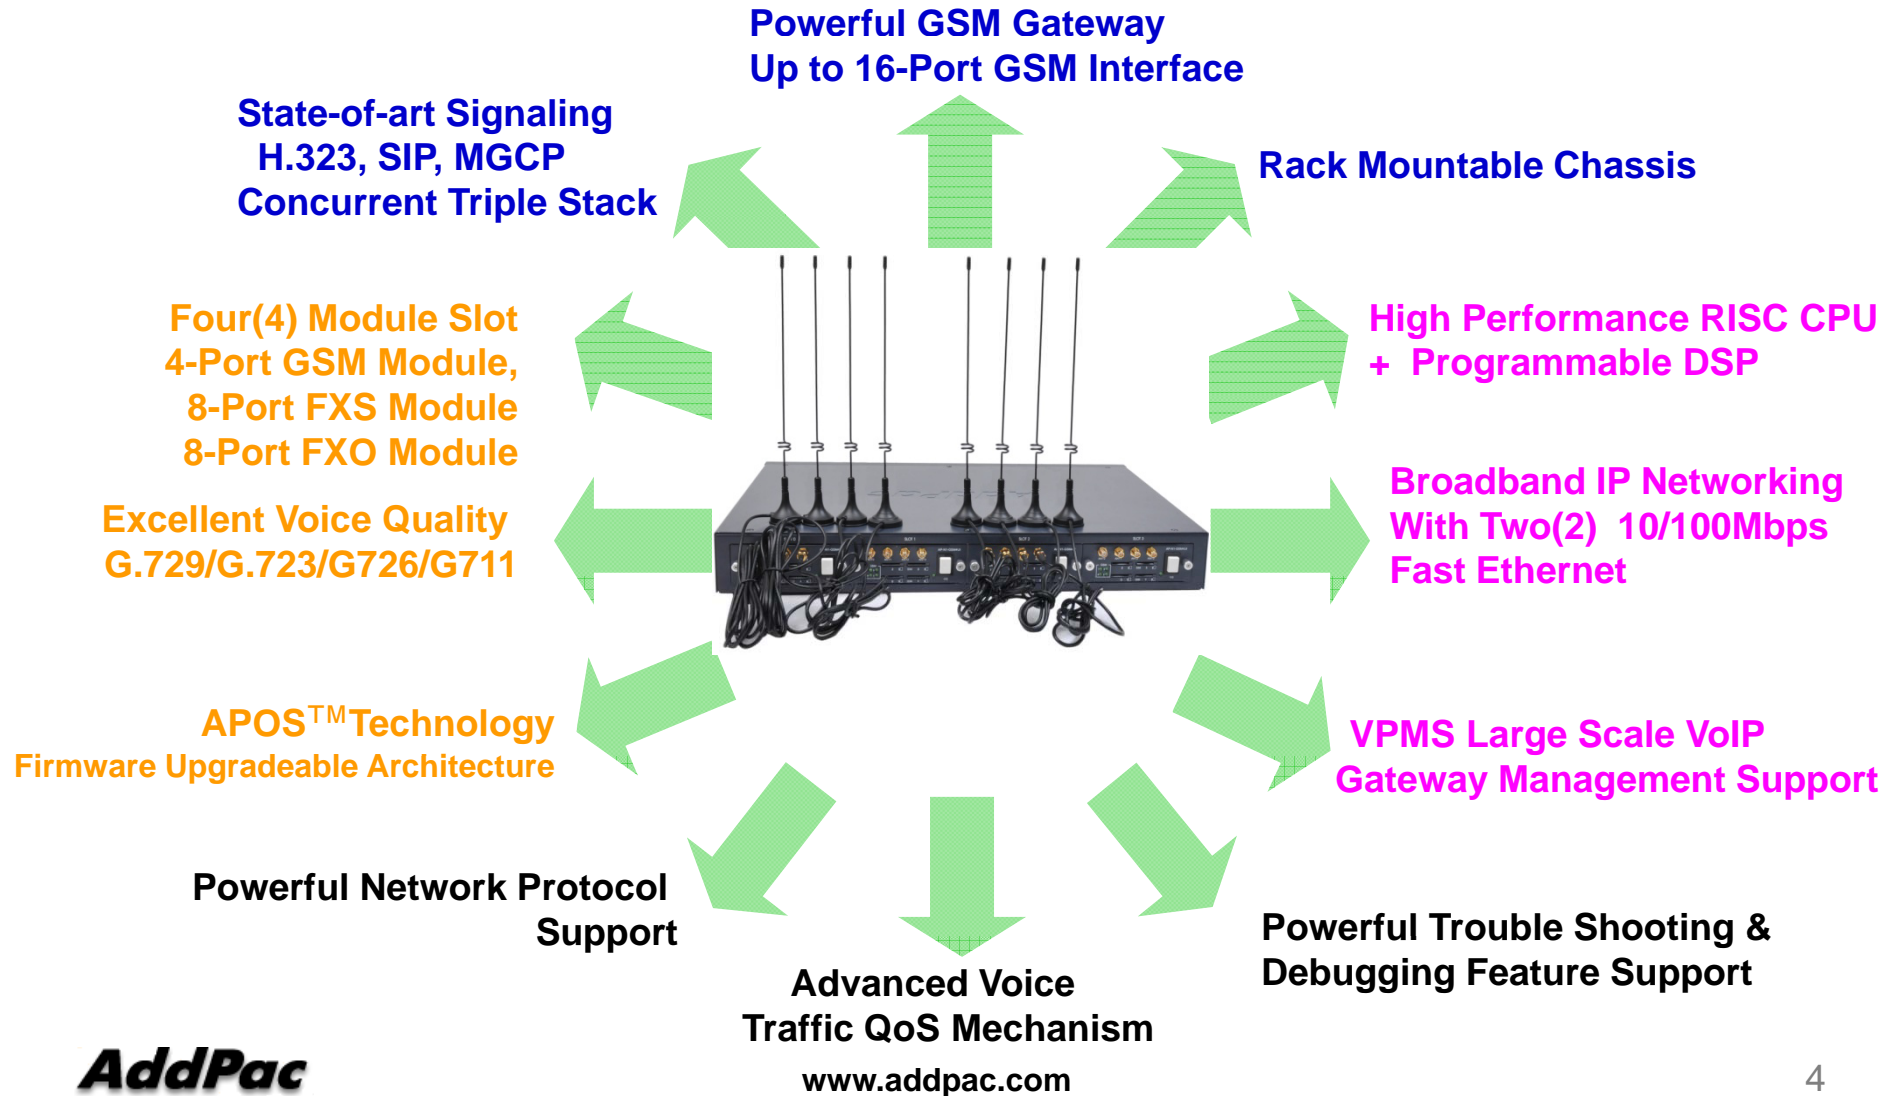 Powerful GSM Gateway
Up to 16-Port GSM Interface
State-of-art Signaling
H.323, SIP, MGCP
Concurrent Triple Stack
Rack Mountable Chassis
Four(4) Module Slot
4-Port GSM Module,
8-Port FXS Module
8-Port FXO Module
High Performance RISC CPU
+ Programmable DSP
Excellent Voice Quality
G.729/G.723/G726/G711
Broadband IP Networking
With Two(2) 10/100Mbps
Fast Ethernet
APOS™Technology
Firmware Upgradeable Architecture
VPMS Large Scale VoIP
Gateway Management Support
Powerful Network Protocol
Support
Advanced Voice
Traffic QoS Mechanism
Powerful Trouble Shooting &
Debugging Feature Support
SLOT 1
AddPac
www.addpac.com
4